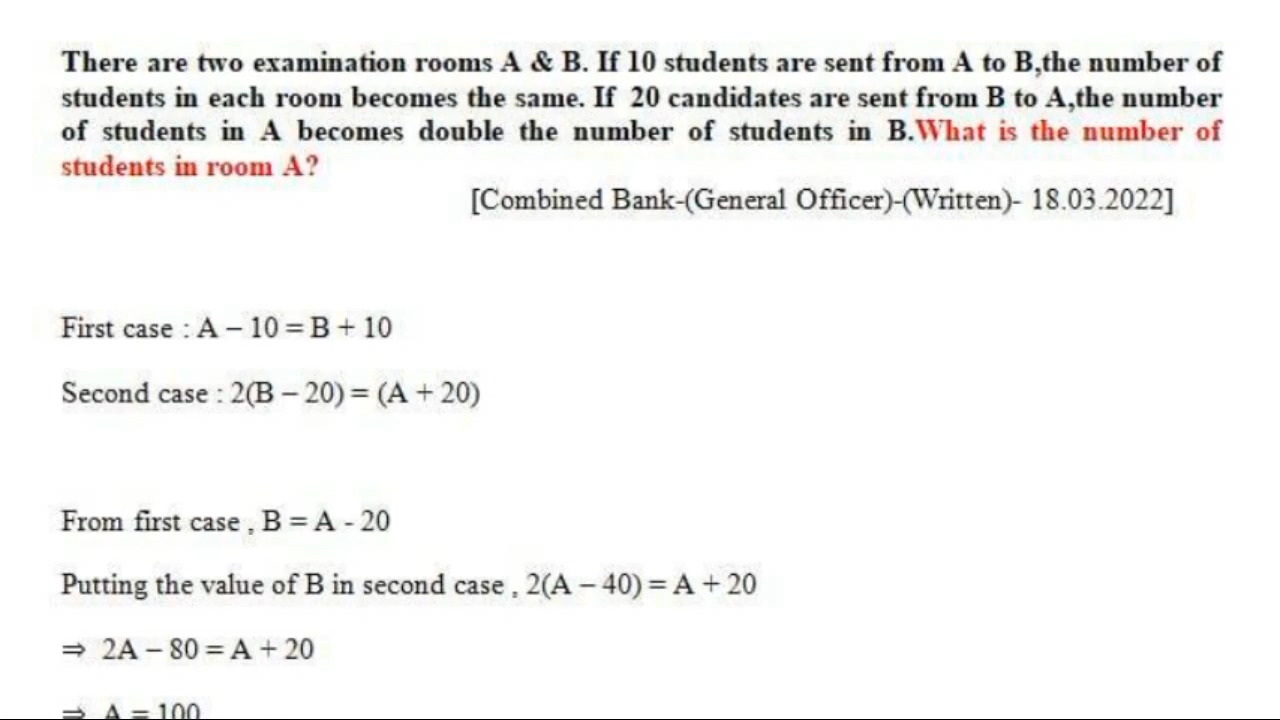 There are two examination rooms A & B. If 10 students are sent from A to B,the number of
students in each room becomes the same. If 20 candidates are sent from B to A,the number
of students in A becomes double the number of students in B.What is the number of
students in room A?
[Combined Bank-(General Officer)-(Written)- 18.03.2022]
First case : A – 10 = B + 10
Second case : 2(B – 20) = (A + 20)
From first case , B = A - 20
Putting the value of B in second case , 2(A – 40) = A + 20
⇒ 2A – 80 = A + 20
⇒ A = 100